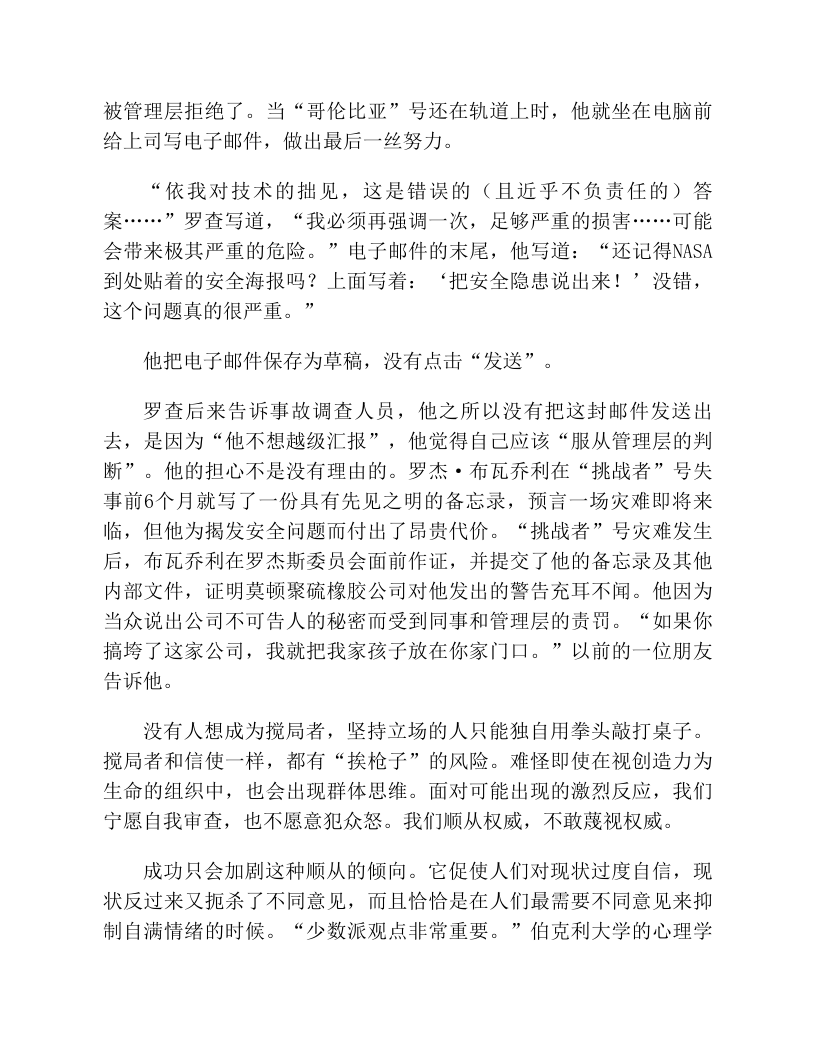 被管理层拒绝了。当“哥伦比亚”号还在轨道上时，他就坐在电脑前
给上司写电子邮件，做出最后一丝努力。
“依我对技术的拙见，这是错误的（且近乎不负责任的）答
案……”罗查写道，“我必须再强调一次，足够严重的损害……可能
会带来极其严重的危险。”电子邮件的末尾，他写道：“还记得NASA
到处贴着的安全海报吗？上面写着：‘把安全隐患说出来！’没错，
这个问题真的很严重。”
他把电子邮件保存为草稿，没有点击“发送”。
罗查后来告诉事故调查人员，他之所以没有把这封邮件发送出
去，是因为“他不想越级汇报”，他觉得自己应该“服从管理层的判
断”。他的担心不是没有理由的。罗杰·布瓦乔利在“挑战者”号失
事前6个月就写了一份具有先见之明的备忘录，预言一场灾难即将来
临，但他为揭发安全问题而付出了昂贵代价。“挑战者”号灾难发生
后，布瓦乔利在罗杰斯委员会面前作证，并提交了他的备忘录及其他
内部文件，证明莫顿聚硫橡胶公司对他发出的警告充耳不闻。他因为
当众说出公司不可告人的秘密而受到同事和管理层的责罚。“如果你
搞垮了这家公司，我就把我家孩子放在你家门口。”以前的一位朋友
告诉他。
没有人想成为搅局者，坚持立场的人只能独自用拳头敲打桌子。
搅局者和信使一样，都有“挨枪子”的风险。难怪即使在视创造力为
生命的组织中，也会出现群体思维。面对可能出现的激烈反应，我们
宁愿自我审查，也不愿意犯众怒。我们顺从权威，不敢蔑视权威。
成功只会加剧这种顺从的倾向。它促使人们对现状过度自信，现
状反过来又扼杀了不同意见，而且恰恰是在人们最需要不同意见来抑
制自满情绪的时候。“少数派观点非常重要。”伯克利大学的心理学